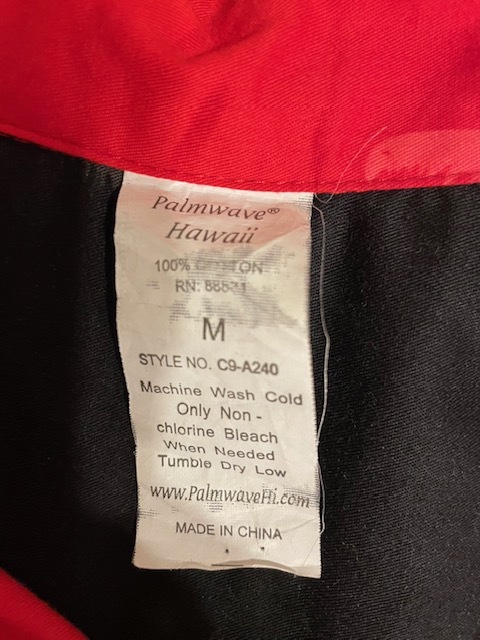 Palmwave®
Hawaii
100% COTTON
RN:
M
STYLE NO. C9-A240
Machine Wash Cold
Only Non -
chlorine Bleach
When Needed
Tumble Dry Low
www.PalmwaveHi.com
MADE IN CHINA